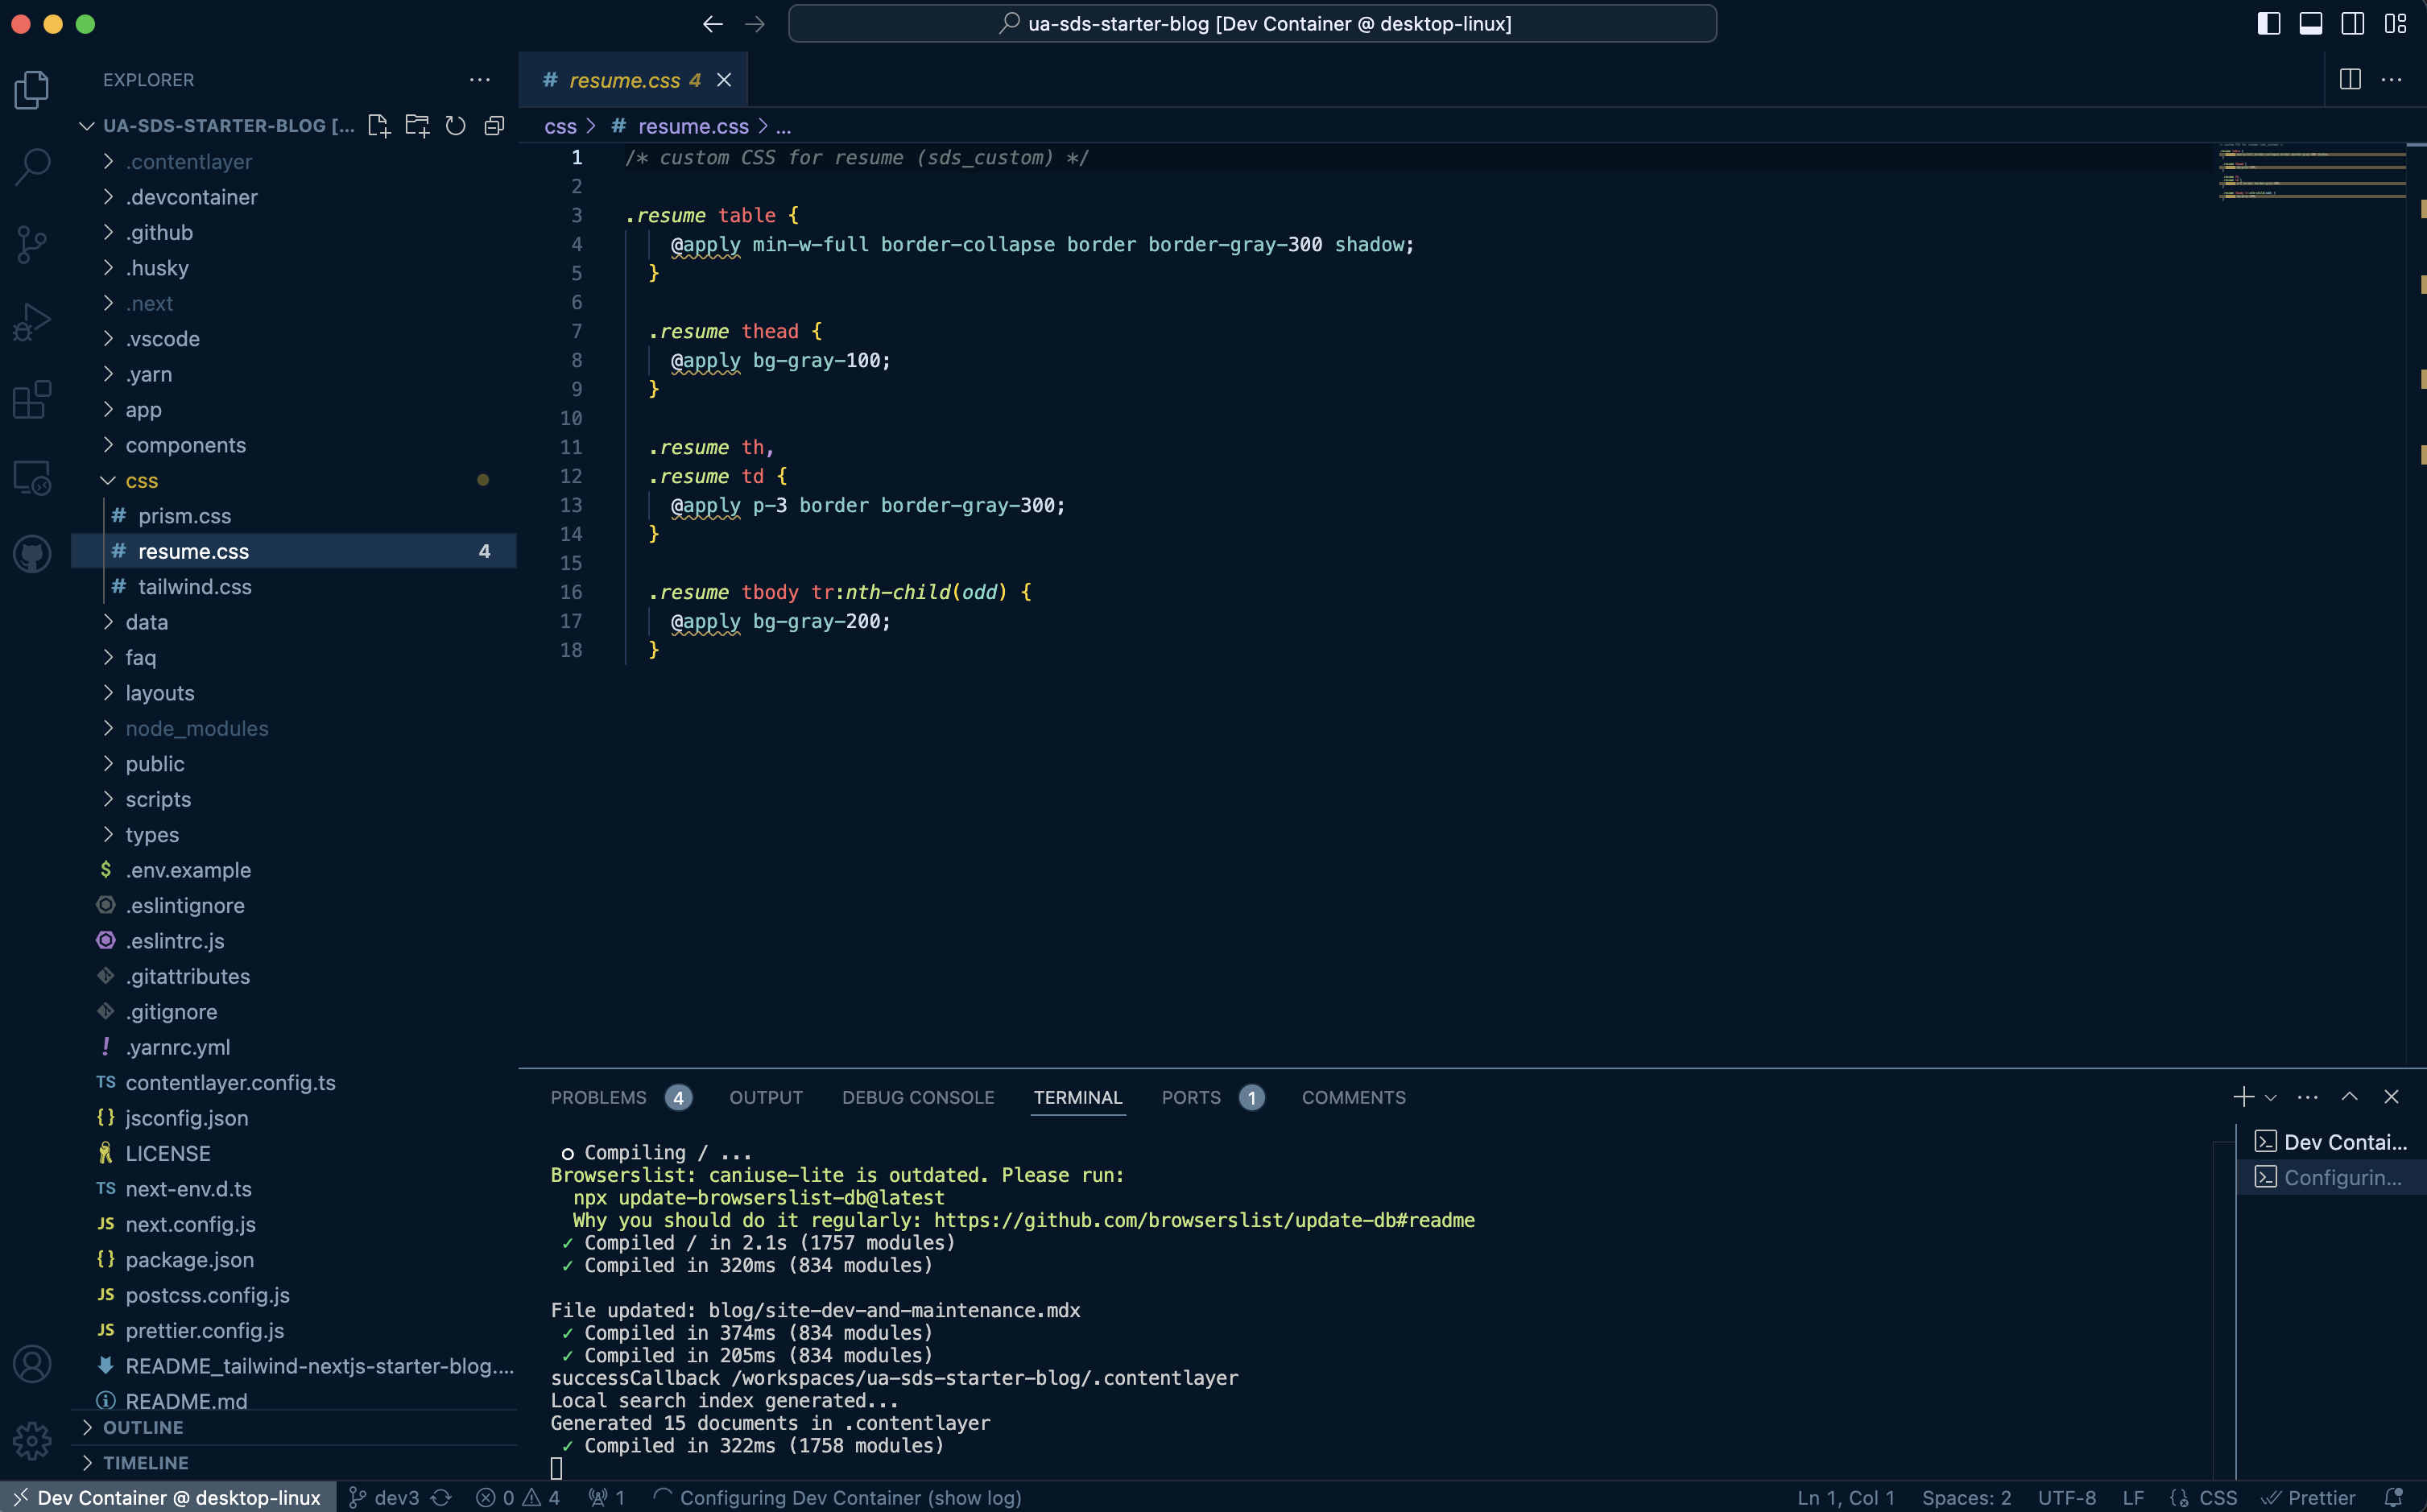 ua-sds-starter-blog [Dev Container @ desktop-linux]
EXPLORER
UA-SDS-STARTER-BLOG [...
.contentlayer
.devcontainer
.github
.husky
.next
.vscode
.yarn
app
components
css
prism.css
resume.css 4
tailwind.css
data
faq
layouts
node_modules
public
scripts
types
.env.example
.eslintignore
.eslintrc.js
.gitattributes
.gitignore
.yarnrc.yml
TS contentlayer.config.ts
{} jsconfig.json
LICENSE
TS next-env.d.ts
JS next.config.js
{} package.json
JS postcss.config.js
JS prettier.config.js
README_tailwind-nextjs-starter-blog....
README.md
OUTLINE
TIMELINE
# resume.css 4
css > # resume.css > ...
1 /* custom CSS for resume (sds_custom) */
2
3 .resume table {
4 @apply min-w-full border-collapse border border-gray-300 shadow;
5 }
6
7 .resume thead {
8 @apply bg-gray-100;
9 }
10
11 .resume th,
12 .resume td {
13 @apply p-3 border border-gray-300;
14 }
15
16 .resume tbody tr:nth-child(odd) {
17 @apply bg-gray-200;
18 }
PROBLEMS 4 OUTPUT DEBUG CONSOLE TERMINAL PORTS 1 COMMENTS
○ Compiling / ...
Browserslist: caniuse-lite is outdated. Please run:
npx update-browserslist-db@latest
Why you should do it regularly: https://github.com/browserslist/update-db#readme
✓ Compiled / in 2.1s (1757 modules)
✓ Compiled in 320ms (834 modules)
File updated: blog/site-dev-and-maintenance.mdx
✓ Compiled in 374ms (834 modules)
✓ Compiled in 205ms (834 modules)
successCallback /workspaces/ua-sds-starter-blog/.contentlayer
Local search index generated...
Generated 15 documents in .contentlayer
✓ Compiled in 322ms (1758 modules)
Dev Contai...
Configurin...
Dev Container @ desktop-linux dev3 0 4 1 Configuring Dev Container (show log) Ln 1, Col 1 Spaces: 2 UTF-8 LF {} CSS Prettier